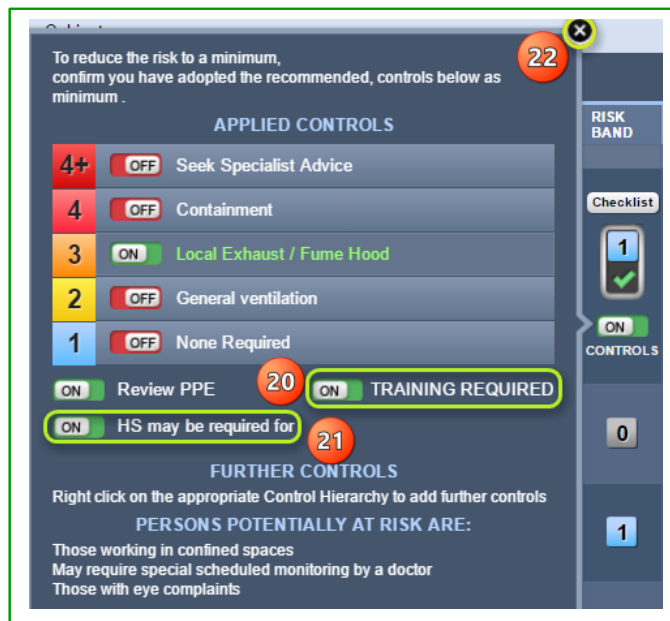 To reduce the risk to a minimum,
confirm you have adopted the recommended, controls below as
minimum .
22
APPLIED CONTROLS
4+ OFF Seek Specialist Advice
4 OFF Containment
3 ON Local Exhaust / Fume Hood
2 OFF General ventilation
1 OFF None Required
ON Review PPE 20 ON TRAINING REQUIRED
ON HS may be required for 21
FURTHER CONTROLS
Right click on the appropriate Control Hierarchy to add further controls
PERSONS POTENTIALLY AT RISK ARE:
Those working in confined spaces
May require special scheduled monitoring by a doctor
Those with eye complaints
RISK
BAND
Checklist
1
ON
CONTROLS
0
1